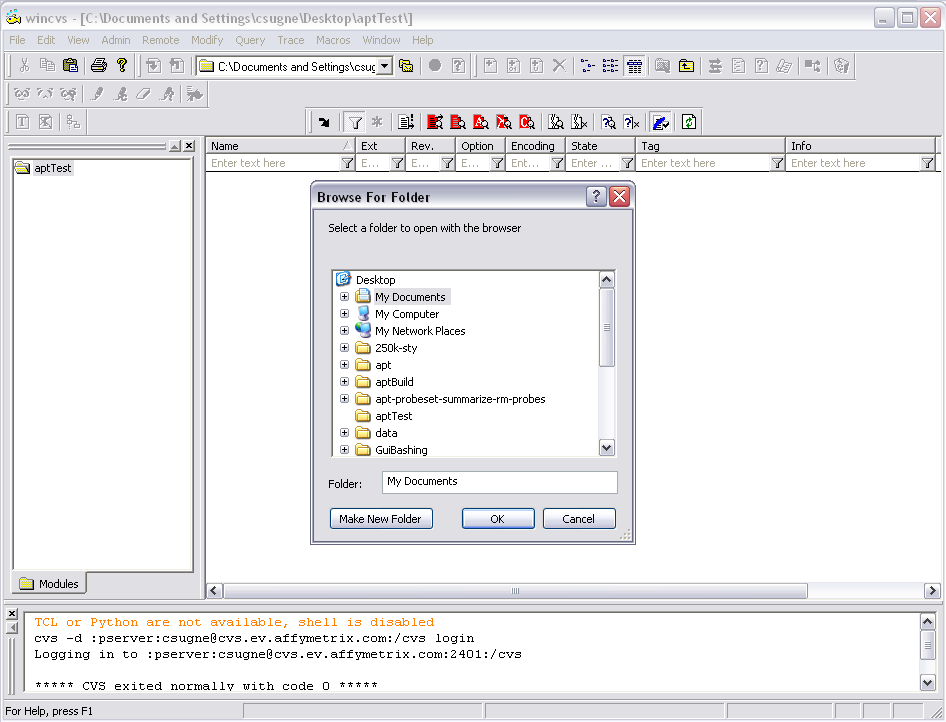 wincvs - [C:\Documents and Settings\csugne\Desktop\aptTest\]
File Edit View Admin Remote Modify Query Trace Macros Window Help
C:\Documents and Settings\csugr
Name Ext Rev. Option Encoding State Tag Info
Enter text here E... E... E... Ent... Enter ... Enter text here Enter text here
aptTest
Browse For Folder
Select a folder to open with the browser
Desktop
My Documents
My Computer
My Network Places
250k-sty
apt
aptBuild
apt-probeset-summarize-rm-probes
aptTest
data
GuiBashing
Folder: My Documents
Make New Folder OK Cancel
Modules
TCL or Python are not available, shell is disabled
cvs -d :pserver:csugne@cvs.ev.affymetrix.com:/cvs login
Logging in to :pserver:csugne@cvs.ev.affymetrix.com:2401:/cvs
***** CVS exited normally with code 0 *****
For Help, press F1